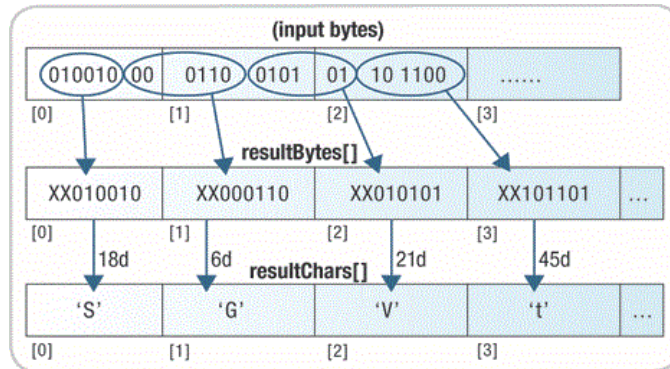 (input bytes)
010010 00 0110 0101 01 10 1100 ......
[0] [1] [2] [3]
resultBytes[]
XX010010 XX000110 XX010101 XX101101 ...
[0] [1] [2] [3]
18d 6d 21d 45d
resultChars[]
'S' 'G' 'V' 't' ...
[0] [1] [2] [3]